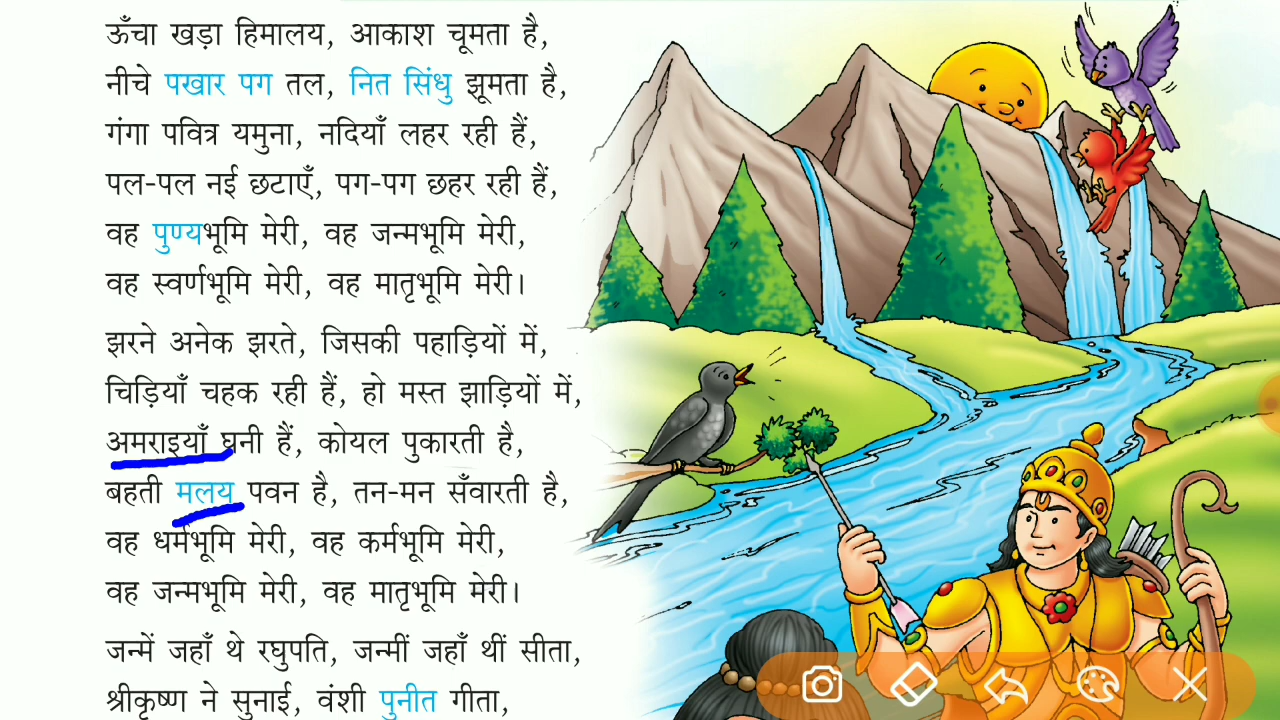 ऊँचा खड़ा हिमालय, आकाश चूमता है,
नीचे पखार पग तल, नित सिंधु झूमता है,
गंगा पवित्र यमुना, नदियाँ लहर रही हैं,
पल-पल नई छटाएँ, पग-पग छहर रही हैं,
वह पुण्यभूमि मेरी, वह जन्मभूमि मेरी,
वह स्वर्णभूमि मेरी, वह मातृभूमि मेरी।
झरने अनेक झरते, जिसकी पहाड़ियों में,
चिड़ियाँ चहक रही हैं, हो मस्त झाड़ियों में,
अमराइयाँ घनी हैं, कोयल पुकारती है,
बहती मलय पवन है, तन-मन सँवारती है,
वह धर्मभूमि मेरी, वह कर्मभूमि मेरी,
वह जन्मभूमि मेरी, वह मातृभूमि मेरी।
जन्में जहाँ थे रघुपति, जन्मीं जहाँ थीं सीता,
श्रीकृष्ण ने सुनाई, वंशी पुनीत गीता,